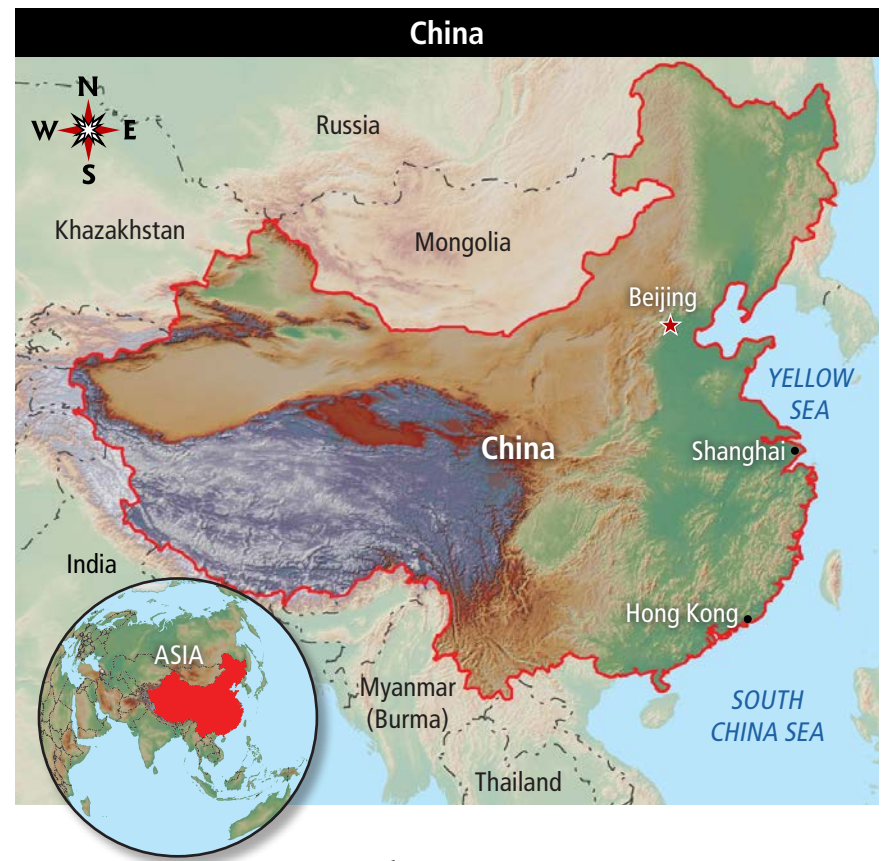 China
N
W E
S
Russia
Khazakhstan
Mongolia
Beijing
YELLOW
SEA
China
Shanghai
India
Hong Kong
ASIA
Myanmar
(Burma)
SOUTH
CHINA SEA
Thailand